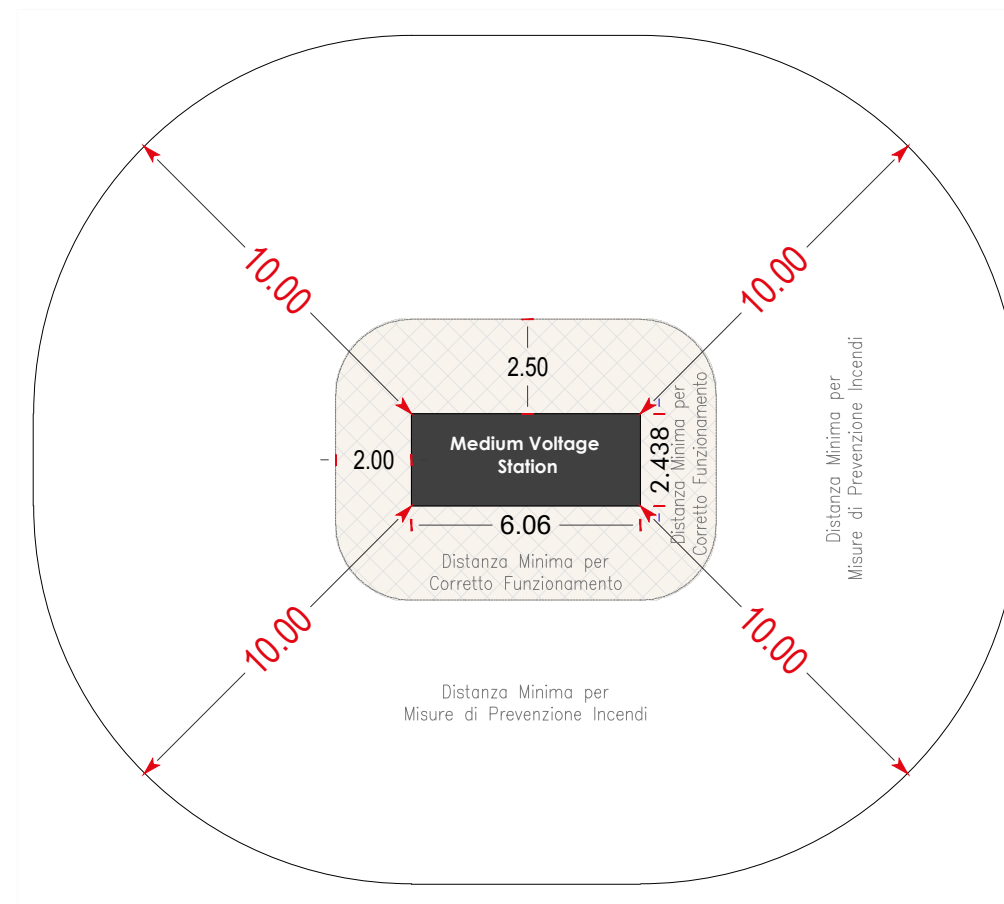 10.00
10.00
2.50
Distanza Minima per
Corretto Funzionamento
Distanza Minima per
Misure di Prevenzione Incendi
Medium Voltage
Station
2.00
2.438
6.06
Distanza Minima per
Corretto Funzionamento
10.00
10.00
Distanza Minima per
Misure di Prevenzione Incendi